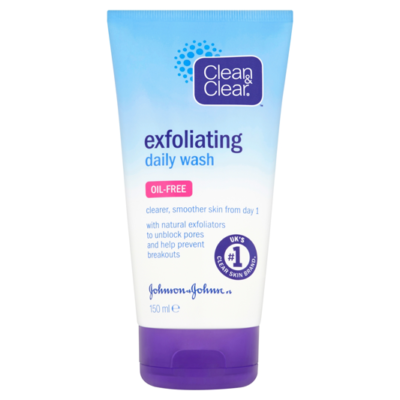 Clean
&
Clear®
exfoliating
daily wash
OIL-FREE
clearer, smoother skin from day 1
with natural exfoliators
to unblock pores
and help prevent
breakouts
UK'S
#1
CLEAR SKIN BRAND
Johnson & Johnson
150 ml ℮